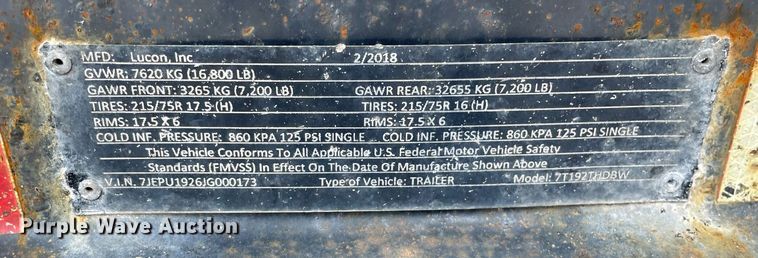 MFD: Lucon, Inc 2/2018
GVWR: 7620 KG (16,800 LB)
GAWR FRONT: 3265 KG (7,200 LB) GAWR REAR: 32655 KG (7,200 LB)
TIRES: 215/75R 17.5 (H) TIRES: 215/75R 16 (H)
RIMS: 17.5 X 6 RIMS: 17.5 X 6
COLD INF. PRESSURE: 860 KPA 125 PSI SINGLE COLD INF. PRESSURE: 860 KPA 125 PSI SINGLE
This Vehicle Conforms To All Applicable U.S. Federal Motor Vehicle Safety
Standards (FMVSS) In Effect On The Date Of Manufacture Shown Above
V.I.N. 7JEPU1926JG000173 Type of Vehicle: TRAILER Model: 7T192THDBW
Purple Wave Auction